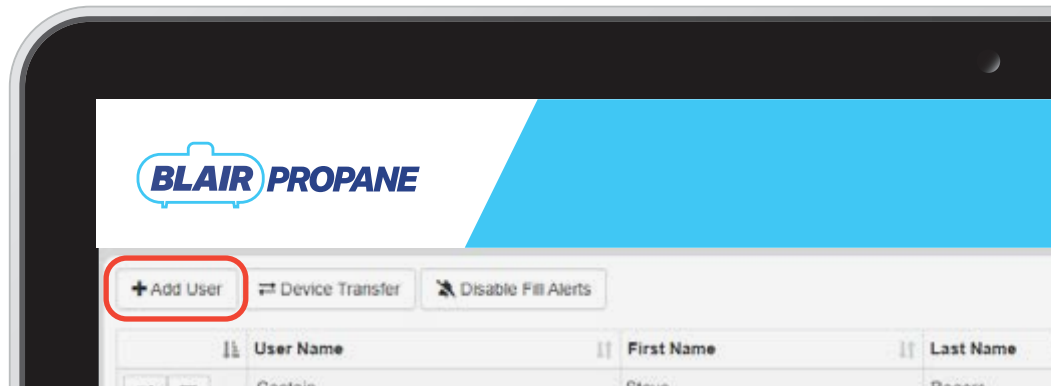 BLAIR PROPANE
Add User Device Transfer Disable Fill Alerts
User Name First Name Last Name